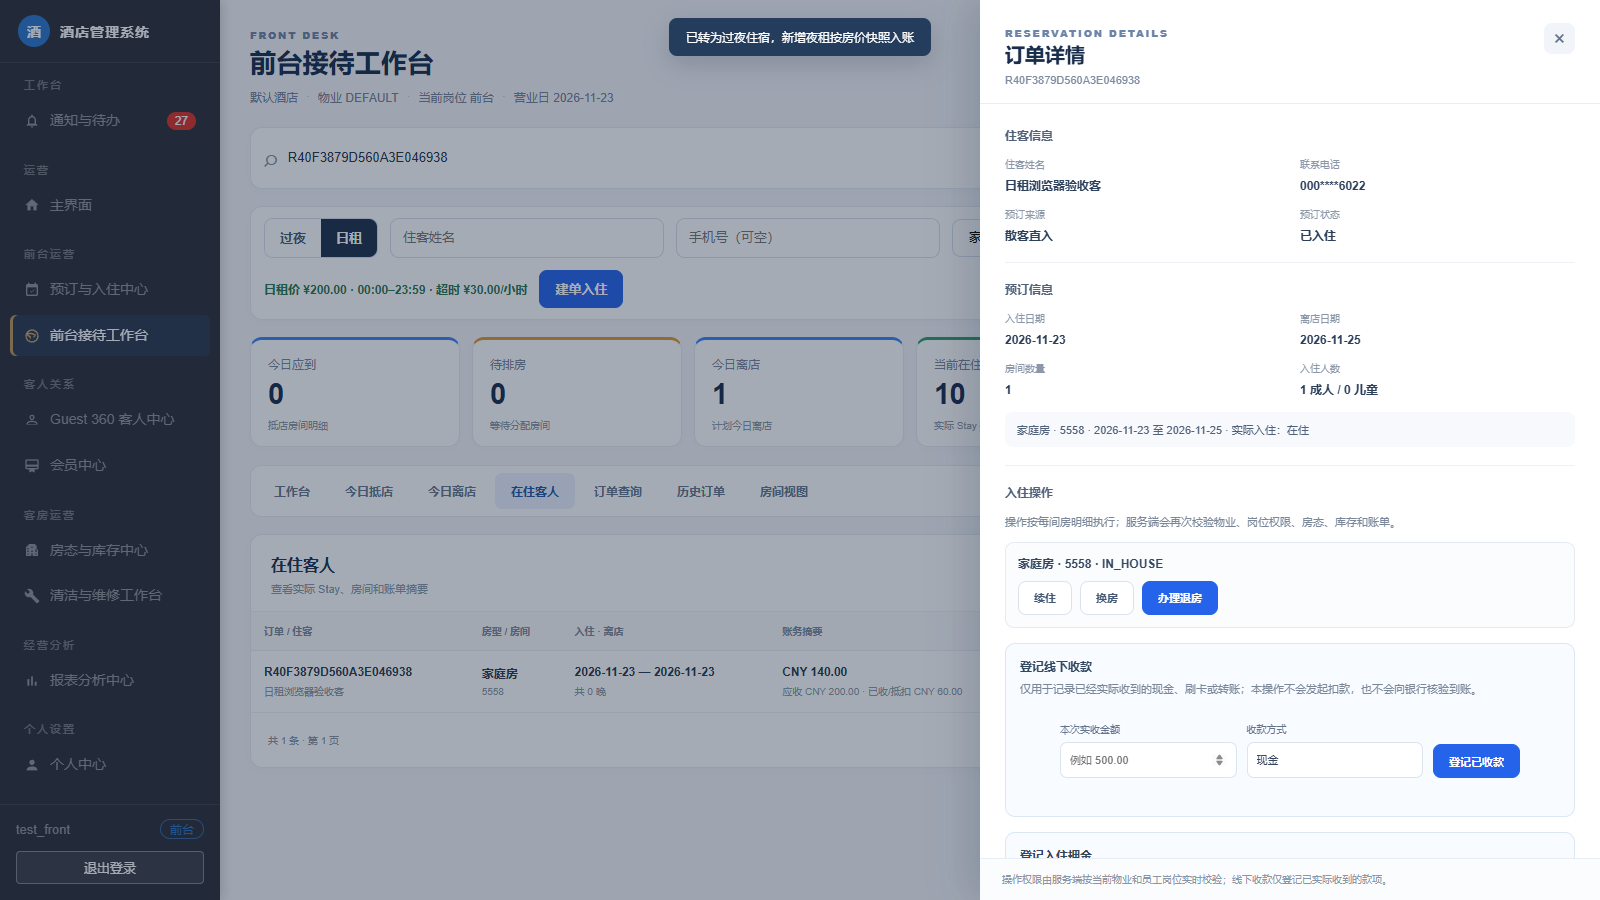 酒 酒店管理系统
工作台
通知与待办 27
运营
主界面
前台运营
预订与入住中心
前台接待工作台
客人关系
Guest 360 客人中心
会员中心
客房运营
房态与库存中心
清洁与维修工作台
经营分析
报表分析中心
个人设置
个人中心
test_front 前台
退出登录
FRONT DESK
前台接待工作台
默认酒店 · 物业 DEFAULT · 当前岗位 前台 · 营业日 2026-11-23
已转为过夜住宿，新增夜租按房价快照入账
R40F3879D560A3E046938
过夜 日租 住客姓名 手机号（可空）
日租价 ¥200.00 · 00:00–23:59 · 超时 ¥30.00/小时 建单入住
今日应到
0
抵店房间明细
待排房
0
等待分配房间
今日离店
1
计划今日离店
当前在住
10
实际 Stay
工作台 今日抵店 今日离店 在住客人 订单查询 历史订单 房间视图
在住客人
查看实际 Stay、房间和账单摘要
订单 / 住客 房型 / 房间 入住 · 离店 账务摘要
R40F3879D560A3E046938 家庭房 2026-11-23 — 2026-11-23 CNY 140.00
日租浏览器验收客 5558 共 0 晚 应收 CNY 200.00 · 已收/抵扣 CNY 60.00
共 1 条 · 第 1 页
RESERVATION DETAILS
订单详情
R40F3879D560A3E046938
住客信息
住客姓名 联系电话
日租浏览器验收客 000****6022
预订来源 预订状态
散客直入 已入住
预订信息
入住日期 离店日期
2026-11-23 2026-11-25
房间数量 入住人数
1 1 成人 / 0 儿童
家庭房 · 5558 · 2026-11-23 至 2026-11-25 · 实际入住：在住
入住操作
操作按每间房明细执行；服务端会再次校验物业、岗位权限、房态、库存和账单。
家庭房 · 5558 · IN_HOUSE
续住 换房 办理退房
登记线下收款
仅用于记录已经实际收到的现金、刷卡或转账；本操作不会发起扣款，也不会向银行核验到账。
本次实收金额 收款方式
例如 500.00 现金 登记已收款
登记入住押金
操作权限由服务端按当前物业和员工岗位实时校验；线下收款仅登记已实际收到的款项。